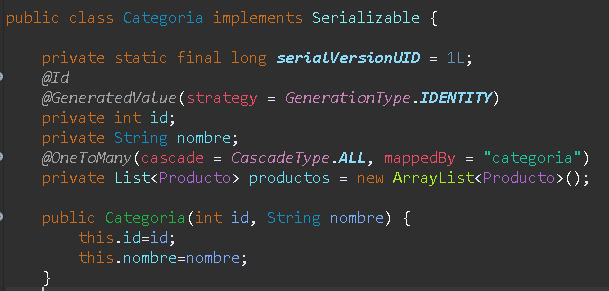 public class Categoria implements Serializable {
private static final long serialVersionUID = 1L;
@Id
@GeneratedValue(strategy = GenerationType.IDENTITY)
private int id;
private String nombre;
@OneToMany(cascade = CascadeType.ALL, mappedBy = "categoria")
private List<Producto> productos = new ArrayList<Producto>();
public Categoria(int id, String nombre) {
this.id=id;
this.nombre=nombre;
}